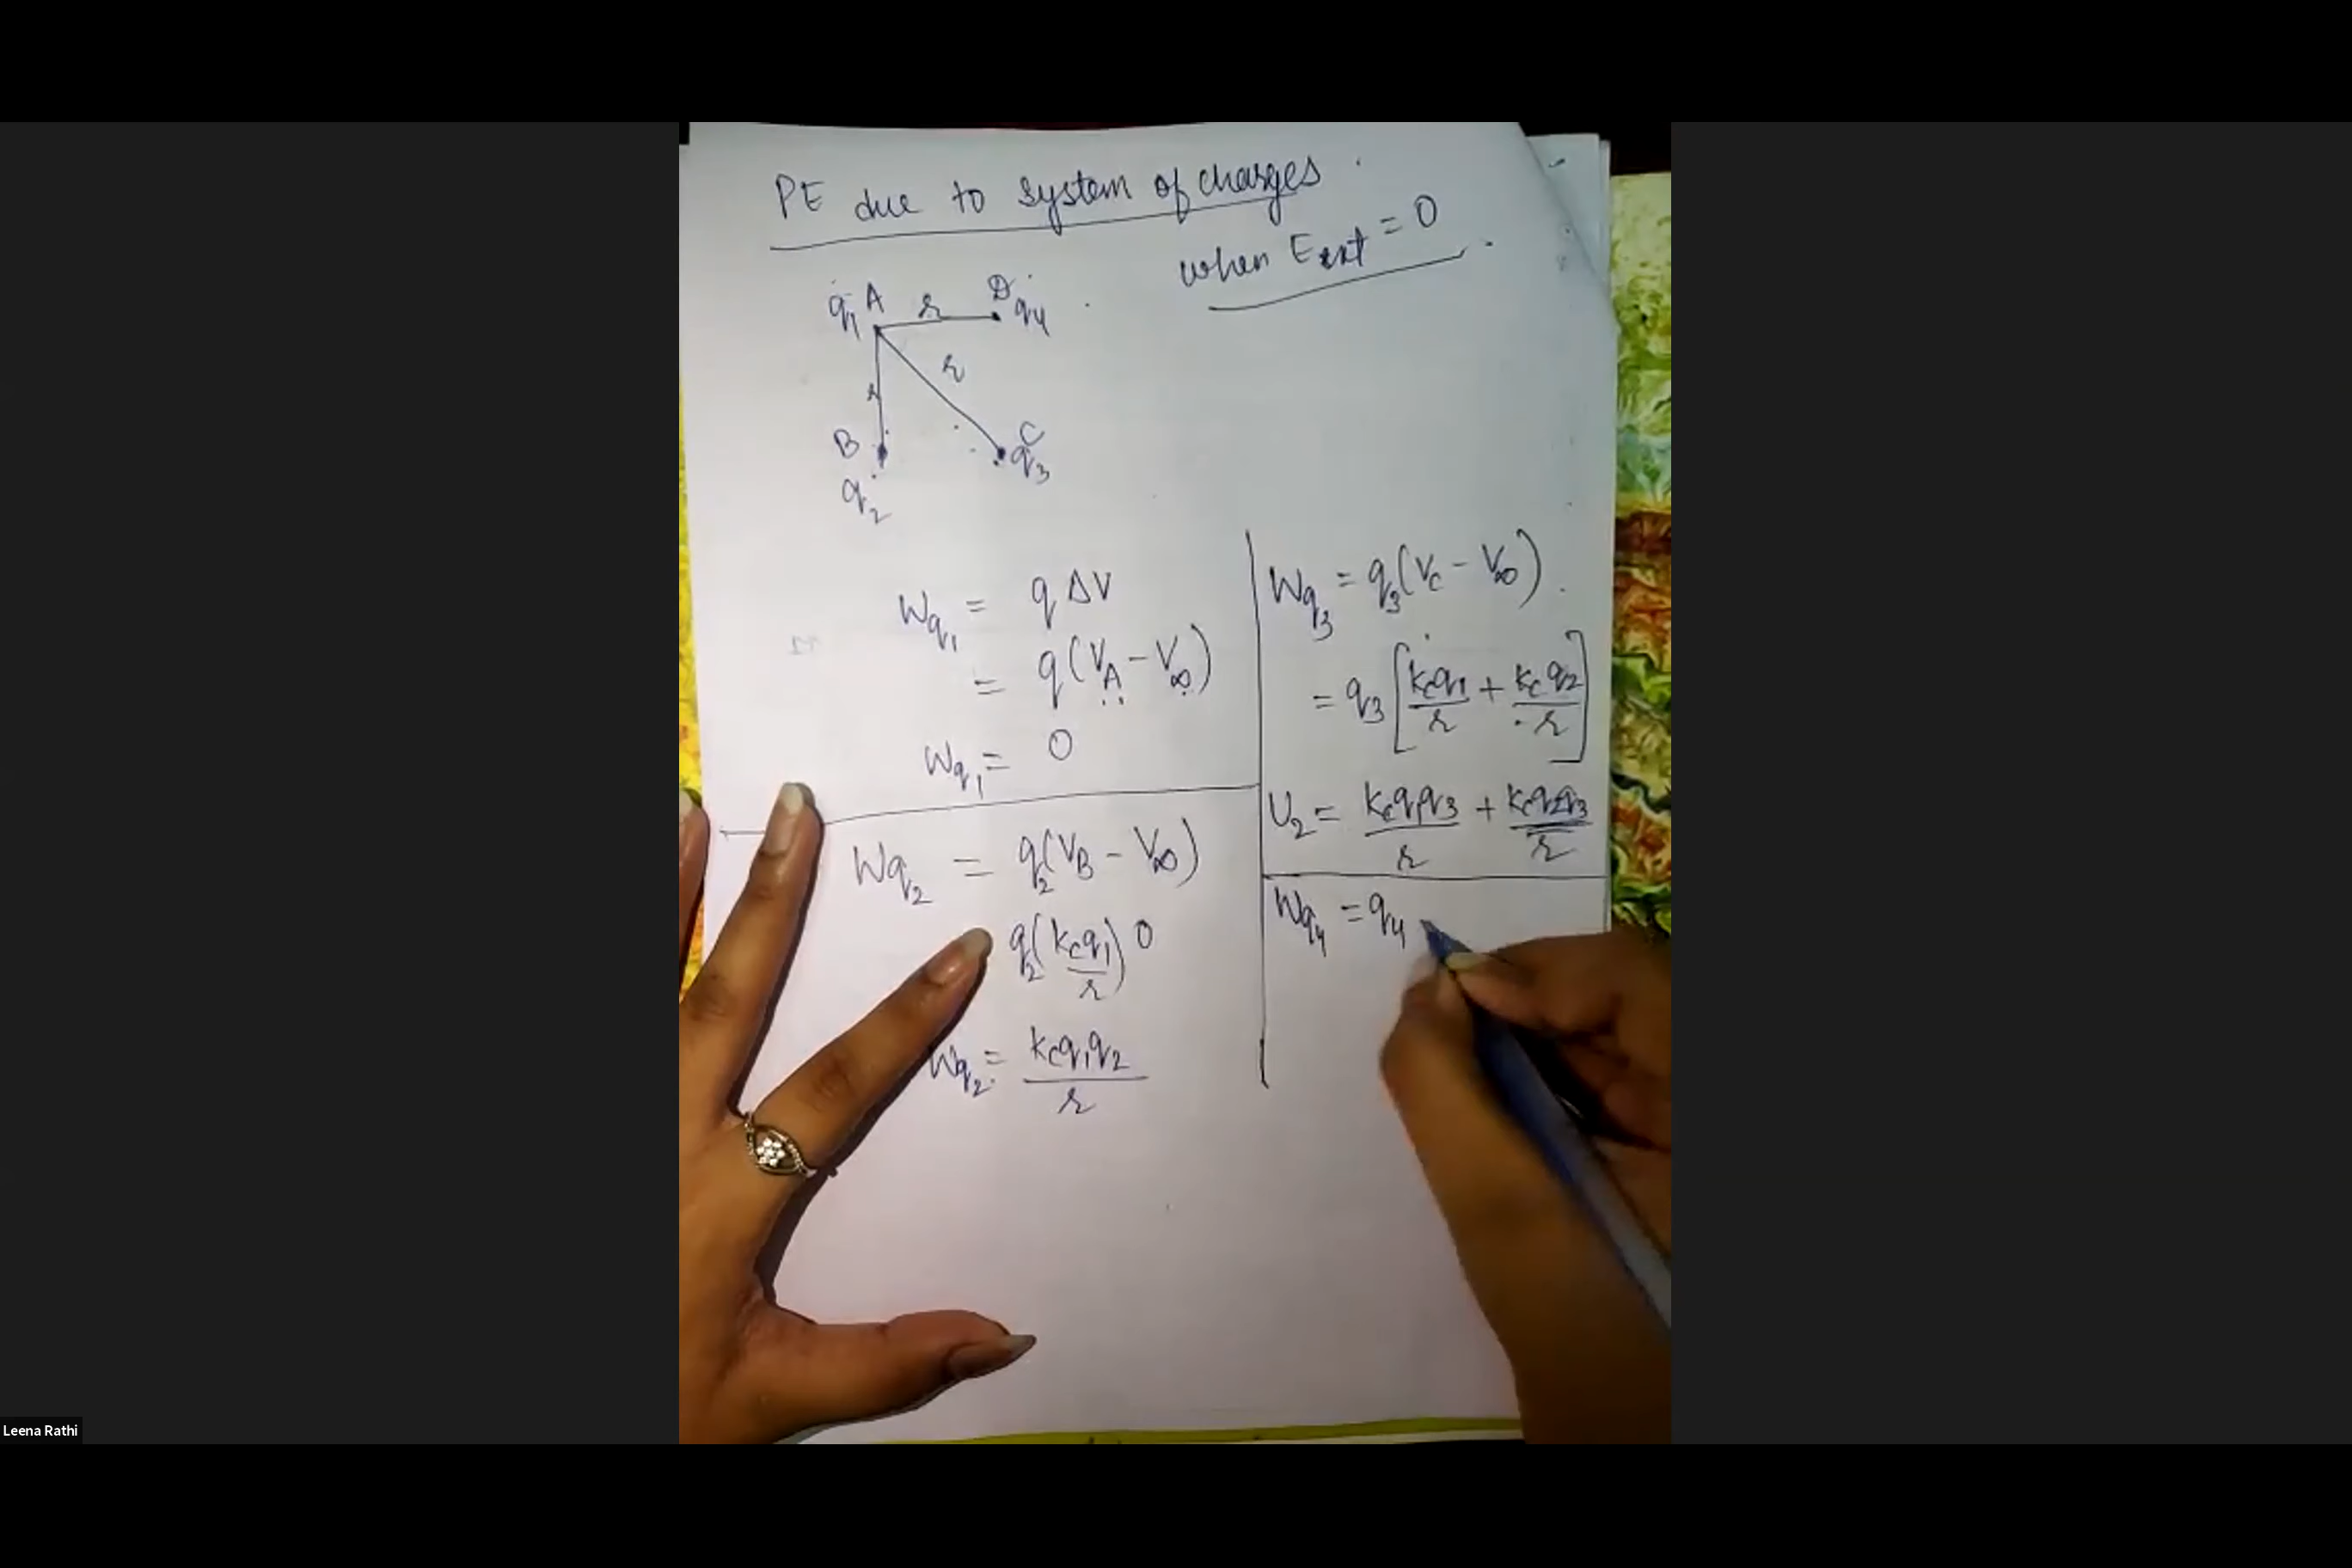 PE due to system of charges.
when Eext = 0
q1 A r D q4
r
r
B
q2
C
q3
Wq1 = q ΔV
= q(VA - V∞)
Wq1 = 0
Wq2 = q2(VB - V∞)
q2(kcq1/r) 0
Wq2 = kcq1q2/r
Wq3 = q3(Vc - V∞).
= q3[kcq1/r + kcq2/r]
U2 = kcq1q3/r + kcq2q3/r
Wq4 = q4
Leena Rathi